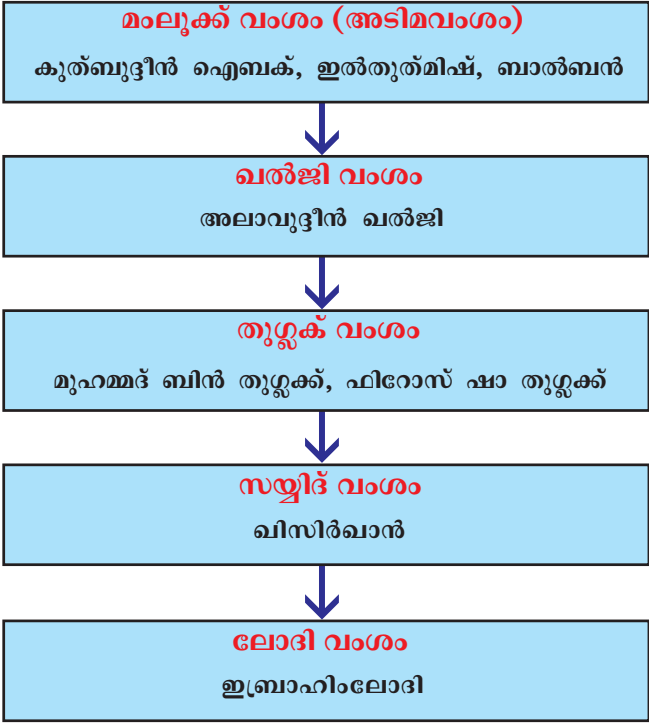 മംലൂക്ക് വംശം (അടിമവംശം)
കുത്ബുദ്ദീൻ ഐബക്, ഇൽതുത്മിഷ്, ബാൽബൻ
ഖൽജി വംശം
അലാവുദ്ദീൻ ഖൽജി
തുഗ്ലക് വംശം
മുഹമ്മദ് ബിൻ തുഗ്ലക്ക്, ഫിറോസ് ഷാ തുഗ്ലക്ക്
സയ്യിദ് വംശം
ഖിസിർഖാൻ
ലോദി വംശം
ഇബ്രാഹിംലോദി